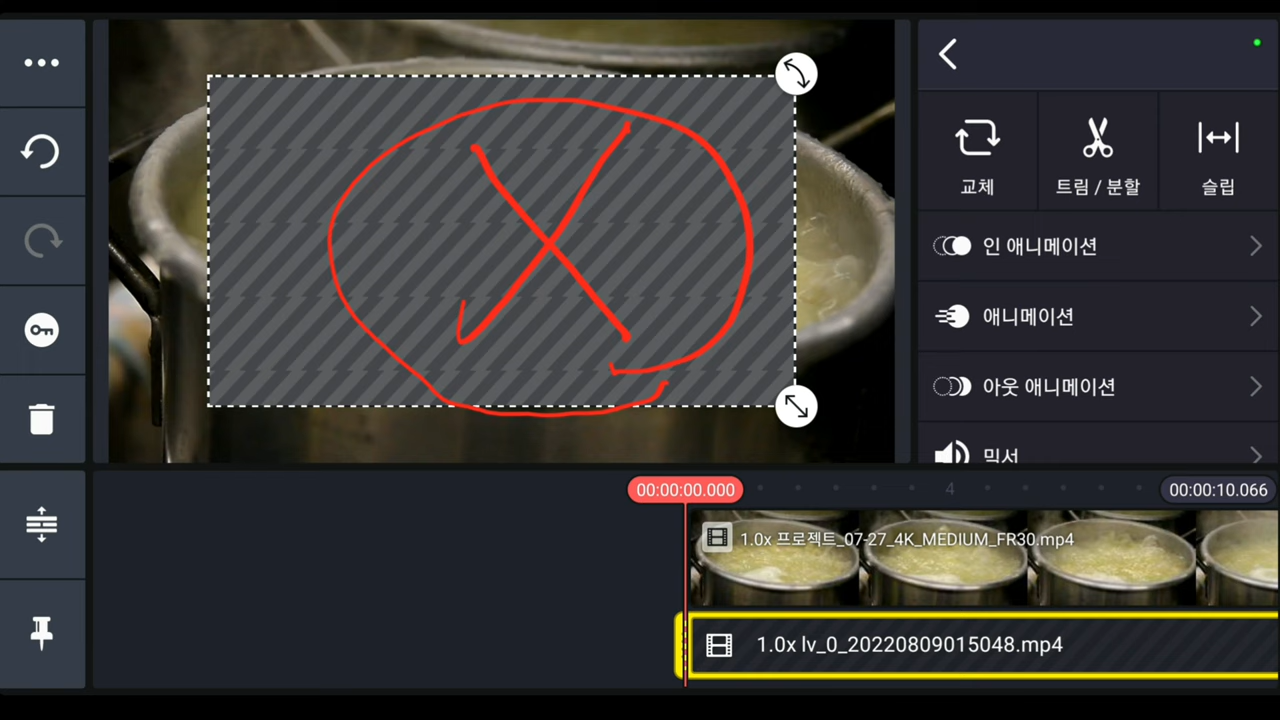 교체
트림 / 분할
슬립
인 애니메이션
애니메이션
아웃 애니메이션
믹서
00:00:00.000
4
00:00:10.066
1.0x 프로젝트_07-27_4K_MEDIUM_FR30.mp4
1.0x lv_0_20220809015048.mp4